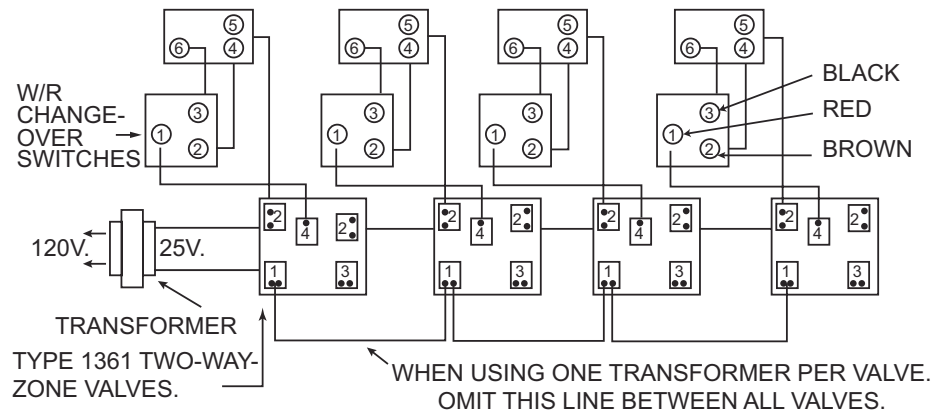 5 5 5 5
6 4 6 4 6 4 6 4
BLACK
W/R
CHANGE-
OVER
SWITCHES
3 3 3 3
1 1 1 1
RED
2 2 2 2
BROWN
2 4 2 2 4 2 2 4 2 2 4 2
120V. 25V.
1 3 1 3 1 3 1 3
TRANSFORMER
TYPE 1361 TWO-WAY-
ZONE VALVES.
WHEN USING ONE TRANSFORMER PER VALVE.
OMIT THIS LINE BETWEEN ALL VALVES.